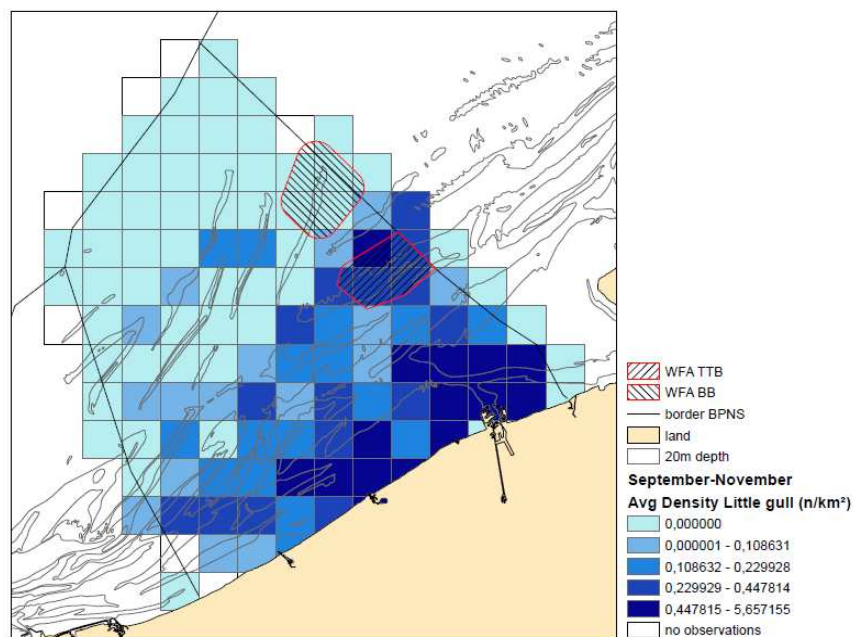 WFA TTB
WFA BB
border BPNS
land
20m depth
September-November
Avg Density Little gull (n/km²)
0,000000
0,000001 - 0,108631
0,108632 - 0,229928
0,229929 - 0,447814
0,447815 - 5,657155
no observations